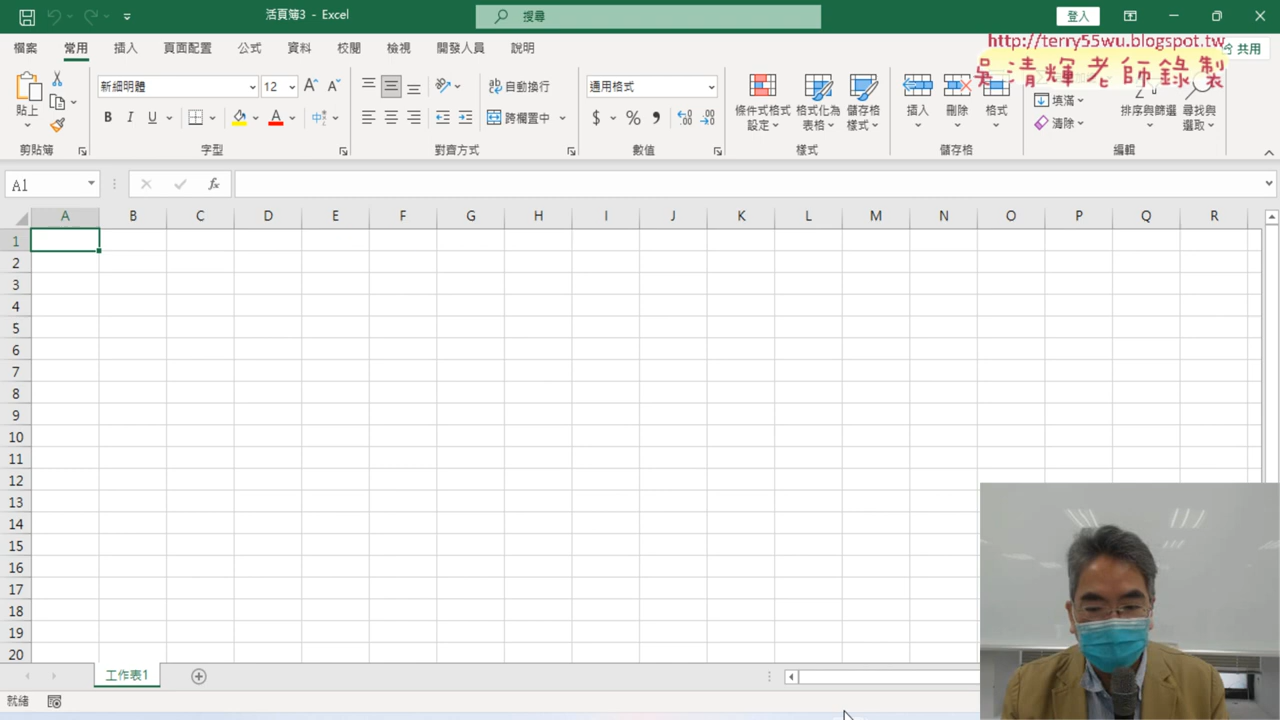 活頁簿3 - Excel
搜尋
登入
檔案 常用 插入 頁面配置 公式 資料 校閱 檢視 開發人員 說明
共用
http://terry55wu.blogspot.tw
吳清輝老師錄製
貼上
新細明體 12
B I U
自動換行
跨欄置中
通用格式
$ % ,
條件式格式設定
格式化為表格
儲存格樣式
插入 刪除 格式
填滿
清除
排序與篩選
尋找與選取
剪貼簿 字型 對齊方式 數值 樣式 儲存格 編輯
A1
fx
A B C D E F G H I J K L M N O P Q R
1
2
3
4
5
6
7
8
9
10
11
12
13
14
15
16
17
18
19
20
工作表1
就緒